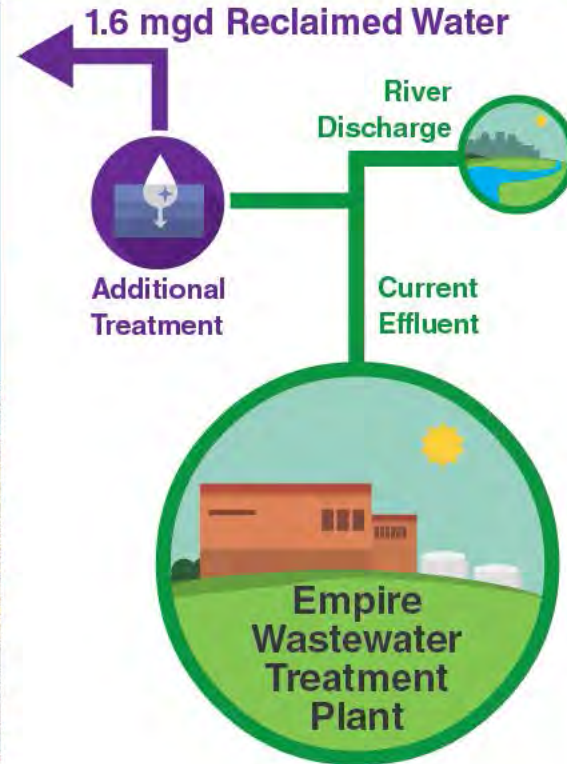 1.6 mgd Reclaimed Water
River
Discharge
Additional
Treatment
Current
Effluent
Empire
Wastewater
Treatment
Plant